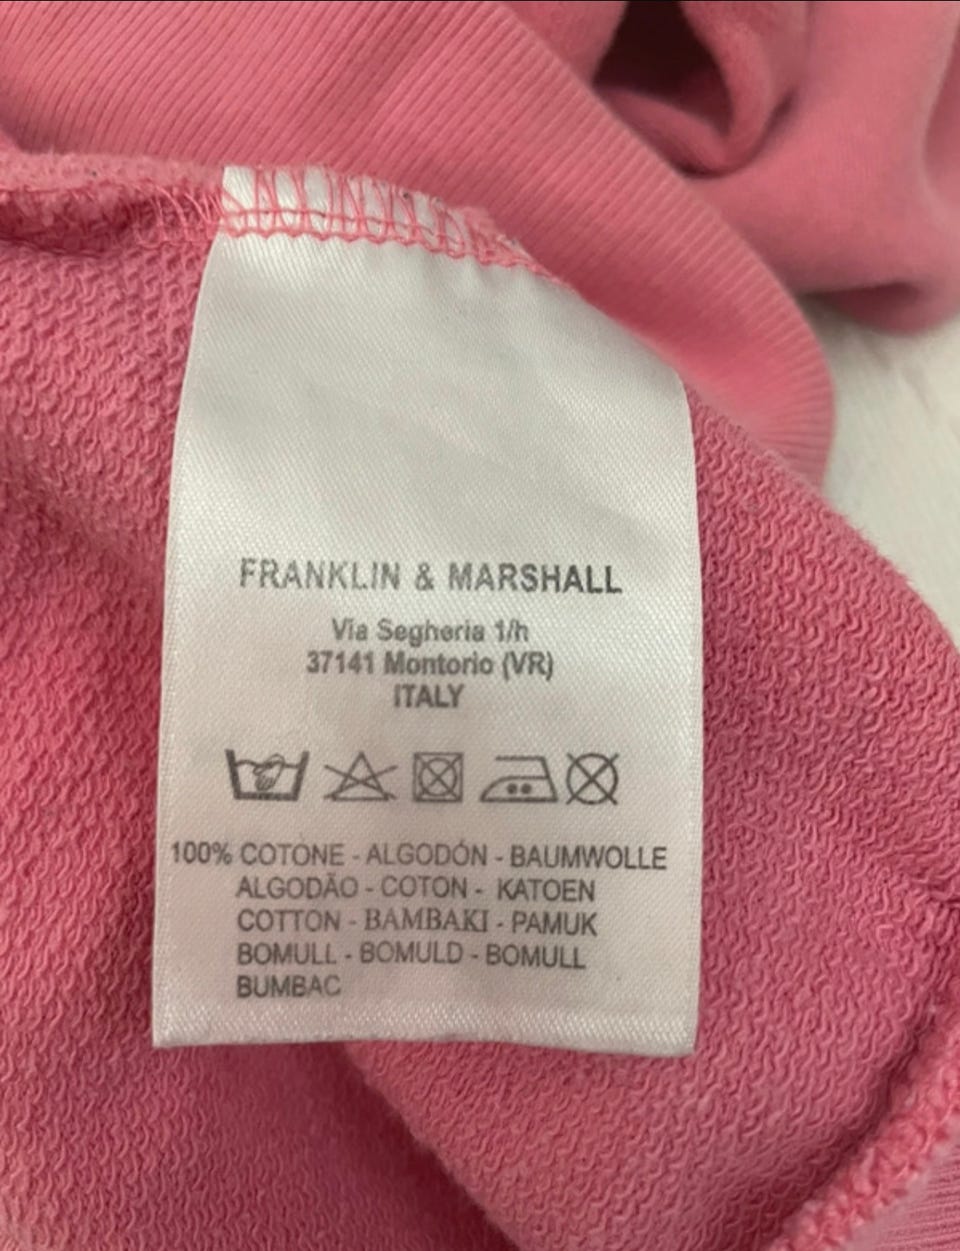 FRANKLIN & MARSHALL
Via Segheria 1/h
37141 Montorio (VR)
ITALY
100% COTONE - ALGODÓN - BAUMWOLLE
ALGODÃO - COTON - KATOEN
COTTON - BAMBAKI - PAMUK
BOMULL - BOMULD - BOMULL
BUMBAC